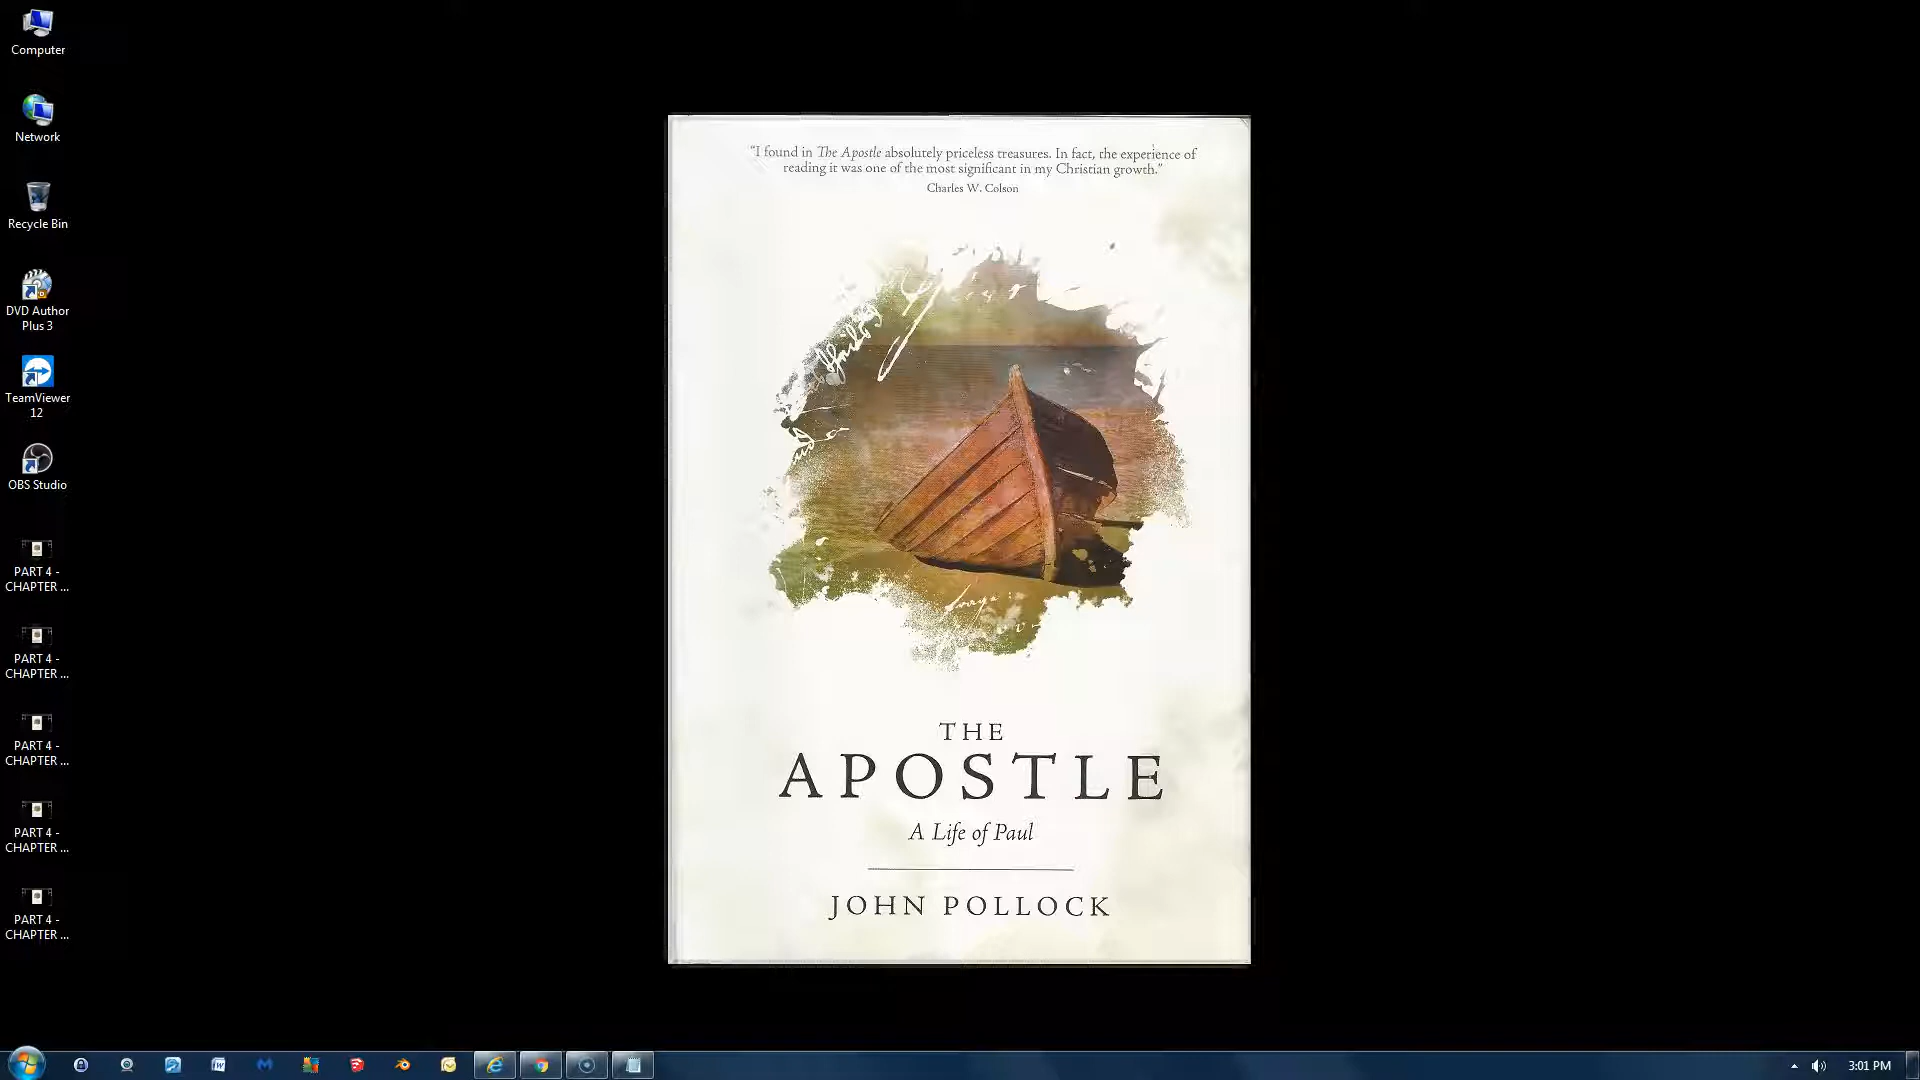 Computer
Network
Recycle Bin
DVD Author
Plus 3
TeamViewer
12
OBS Studio
PART 4 -
CHAPTER ...
PART 4 -
CHAPTER ...
PART 4 -
CHAPTER ...
PART 4 -
CHAPTER ...
PART 4 -
CHAPTER ...
"I found in The Apostle absolutely priceless treasures. In fact, the experience of
reading it was one of the most significant in my Christian growth."
Charles W. Colson
THE
APOSTLE
A Life of Paul
JOHN POLLOCK
3:01 PM